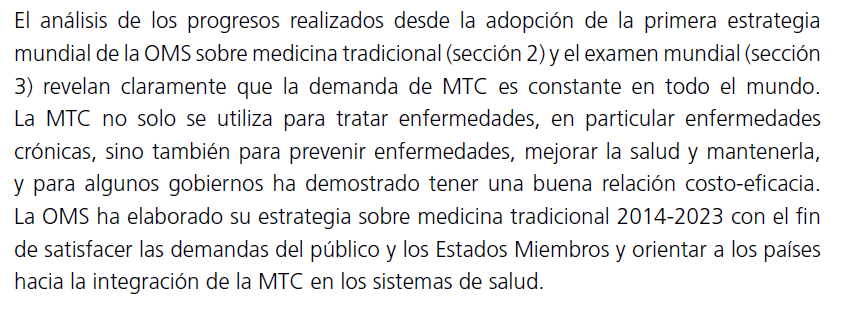 El análisis de los progresos realizados desde la adopción de la primera estrategia
mundial de la OMS sobre medicina tradicional (sección 2) y el examen mundial (sección
3) revelan claramente que la demanda de MTC es constante en todo el mundo.
La MTC no solo se utiliza para tratar enfermedades, en particular enfermedades
crónicas, sino también para prevenir enfermedades, mejorar la salud y mantenerla,
y para algunos gobiernos ha demostrado tener una buena relación costo-eficacia.
La OMS ha elaborado su estrategia sobre medicina tradicional 2014-2023 con el fin
de satisfacer las demandas del público y los Estados Miembros y orientar a los países
hacia la integración de la MTC en los sistemas de salud.